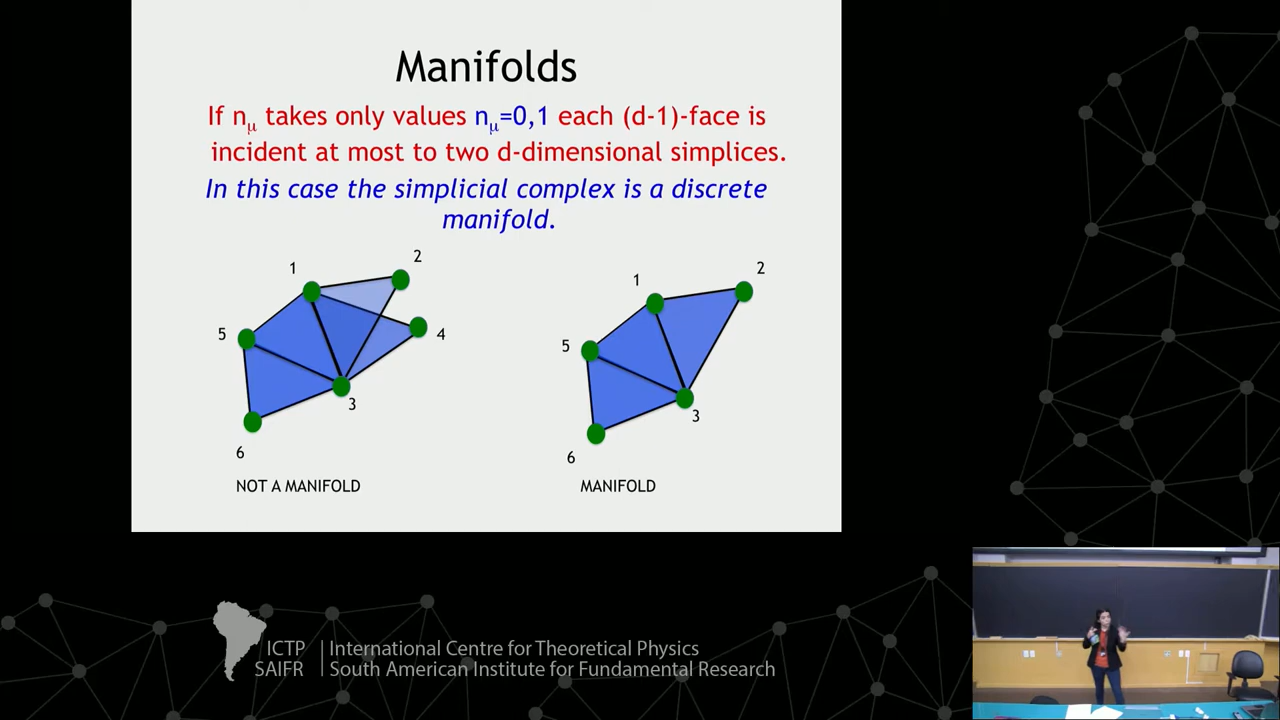 Manifolds
If nμ takes only values nμ=0,1 each (d-1)-face is
incident at most to two d-dimensional simplices.
In this case the simplicial complex is a discrete
manifold.
1
2
5
4
3
6
NOT A MANIFOLD
1
2
5
3
6
MANIFOLD
ICTP
SAIFR
International Centre for Theoretical Physics
South American Institute for Fundamental Research